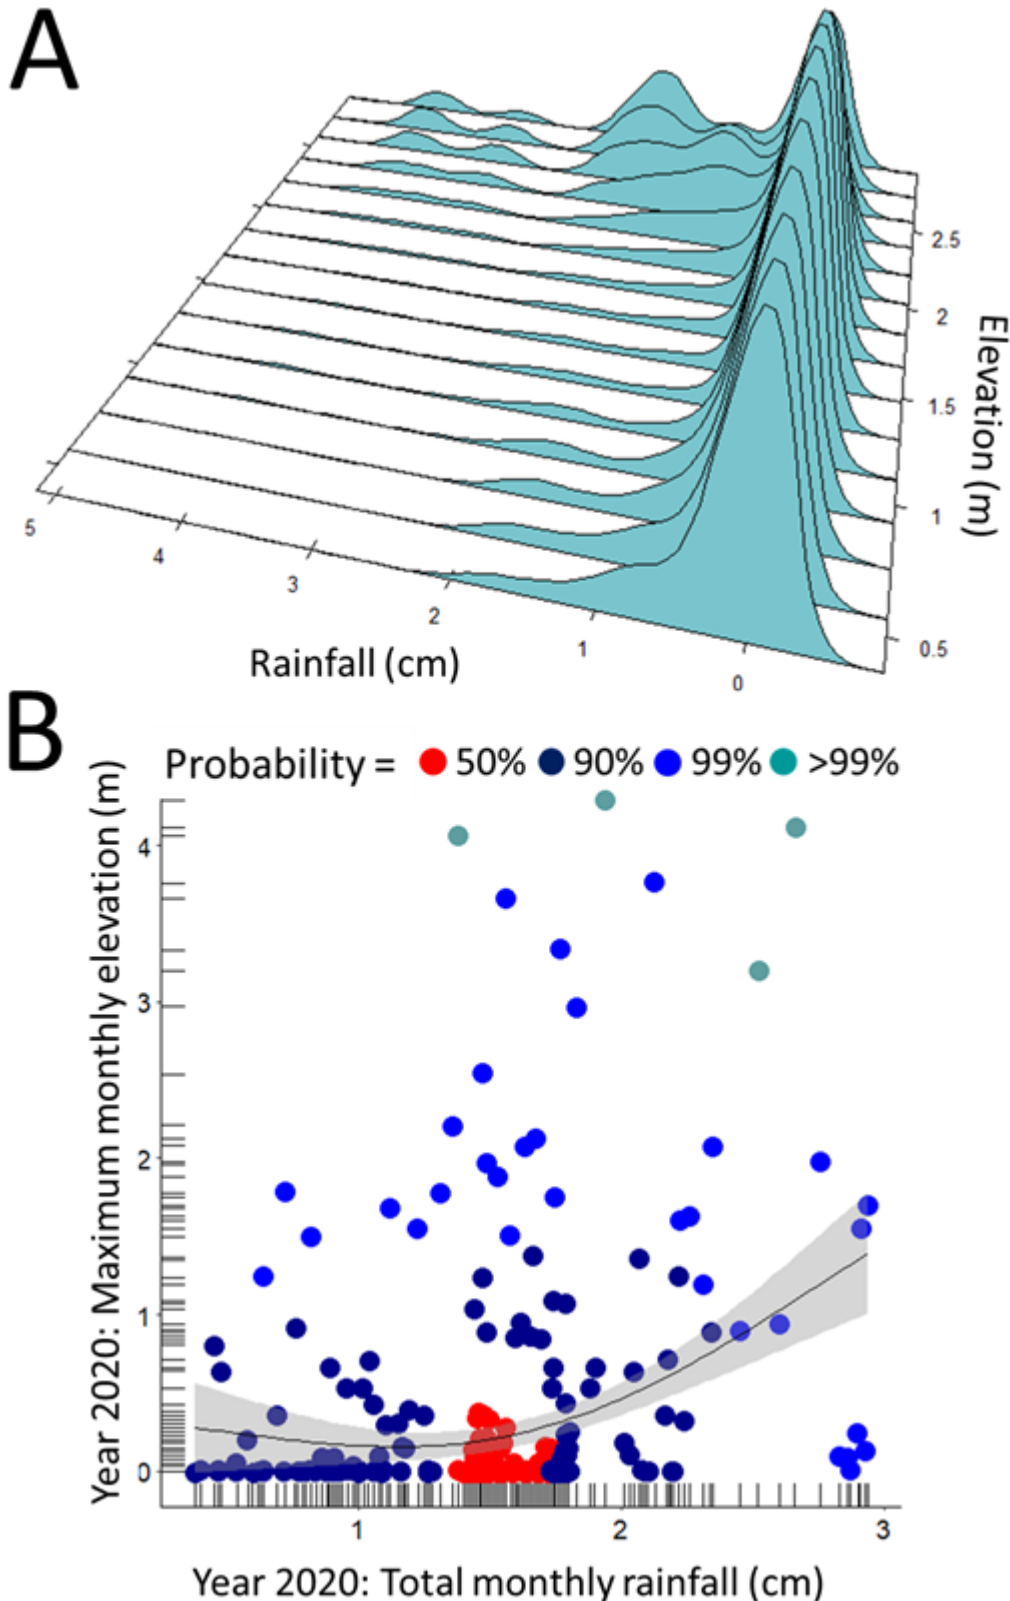 A
2.5
2
1.5
1
0.5
Elevation (m)
5
4
3
2
1
0
Rainfall (cm)
B
Probability = 50% 90% 99% >99%
Year 2020: Maximum monthly elevation (m)
4
3
2
1
0
1 2 3
Year 2020: Total monthly rainfall (cm)